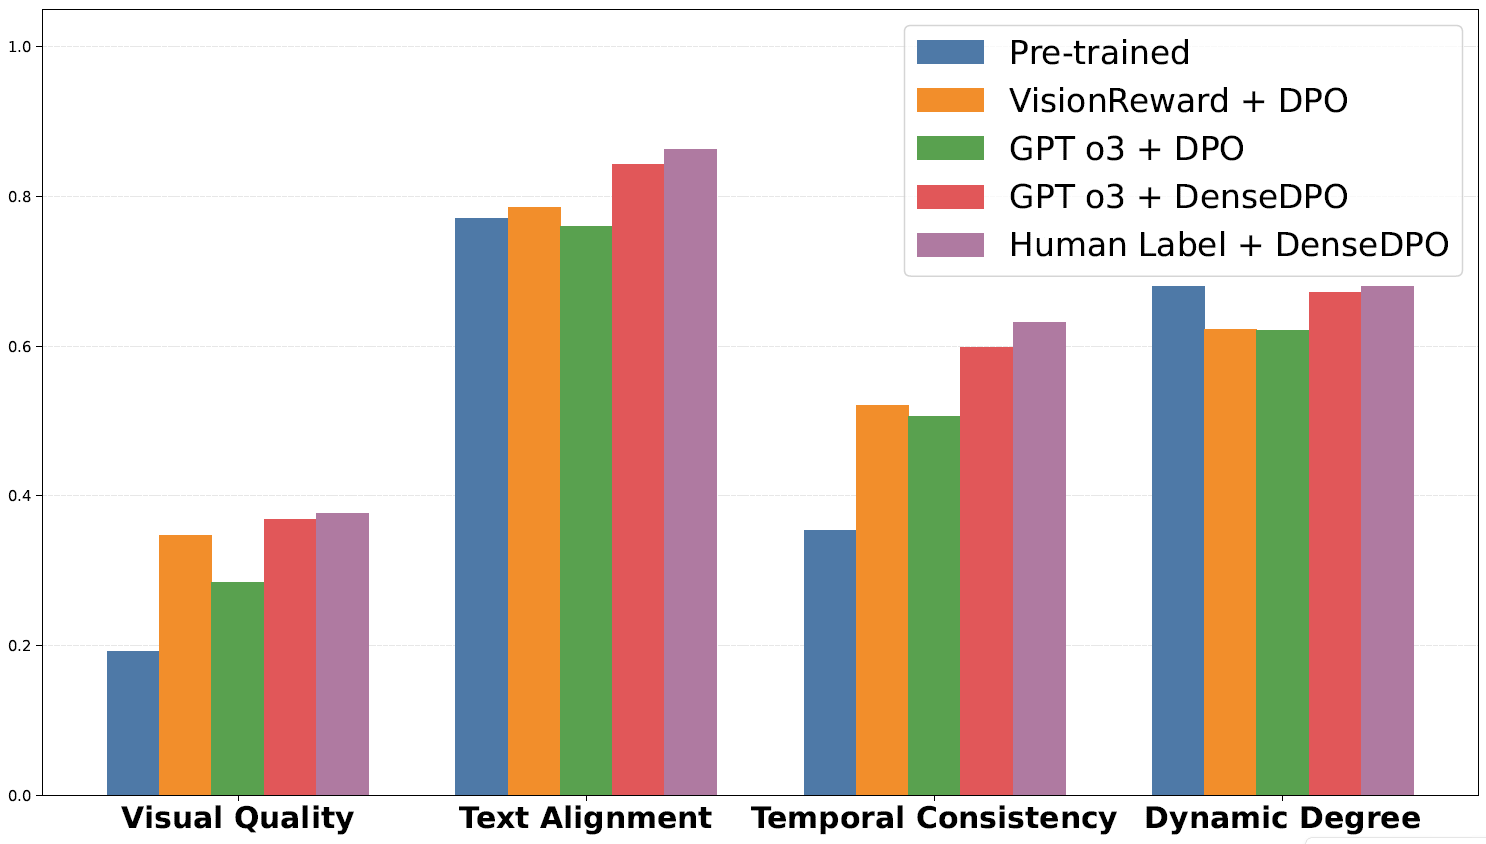 1.0
0.8
0.6
0.4
0.2
0.0
Pre-trained
VisionReward + DPO
GPT o3 + DPO
GPT o3 + DenseDPO
Human Label + DenseDPO
Visual Quality
Text Alignment
Temporal Consistency
Dynamic Degree